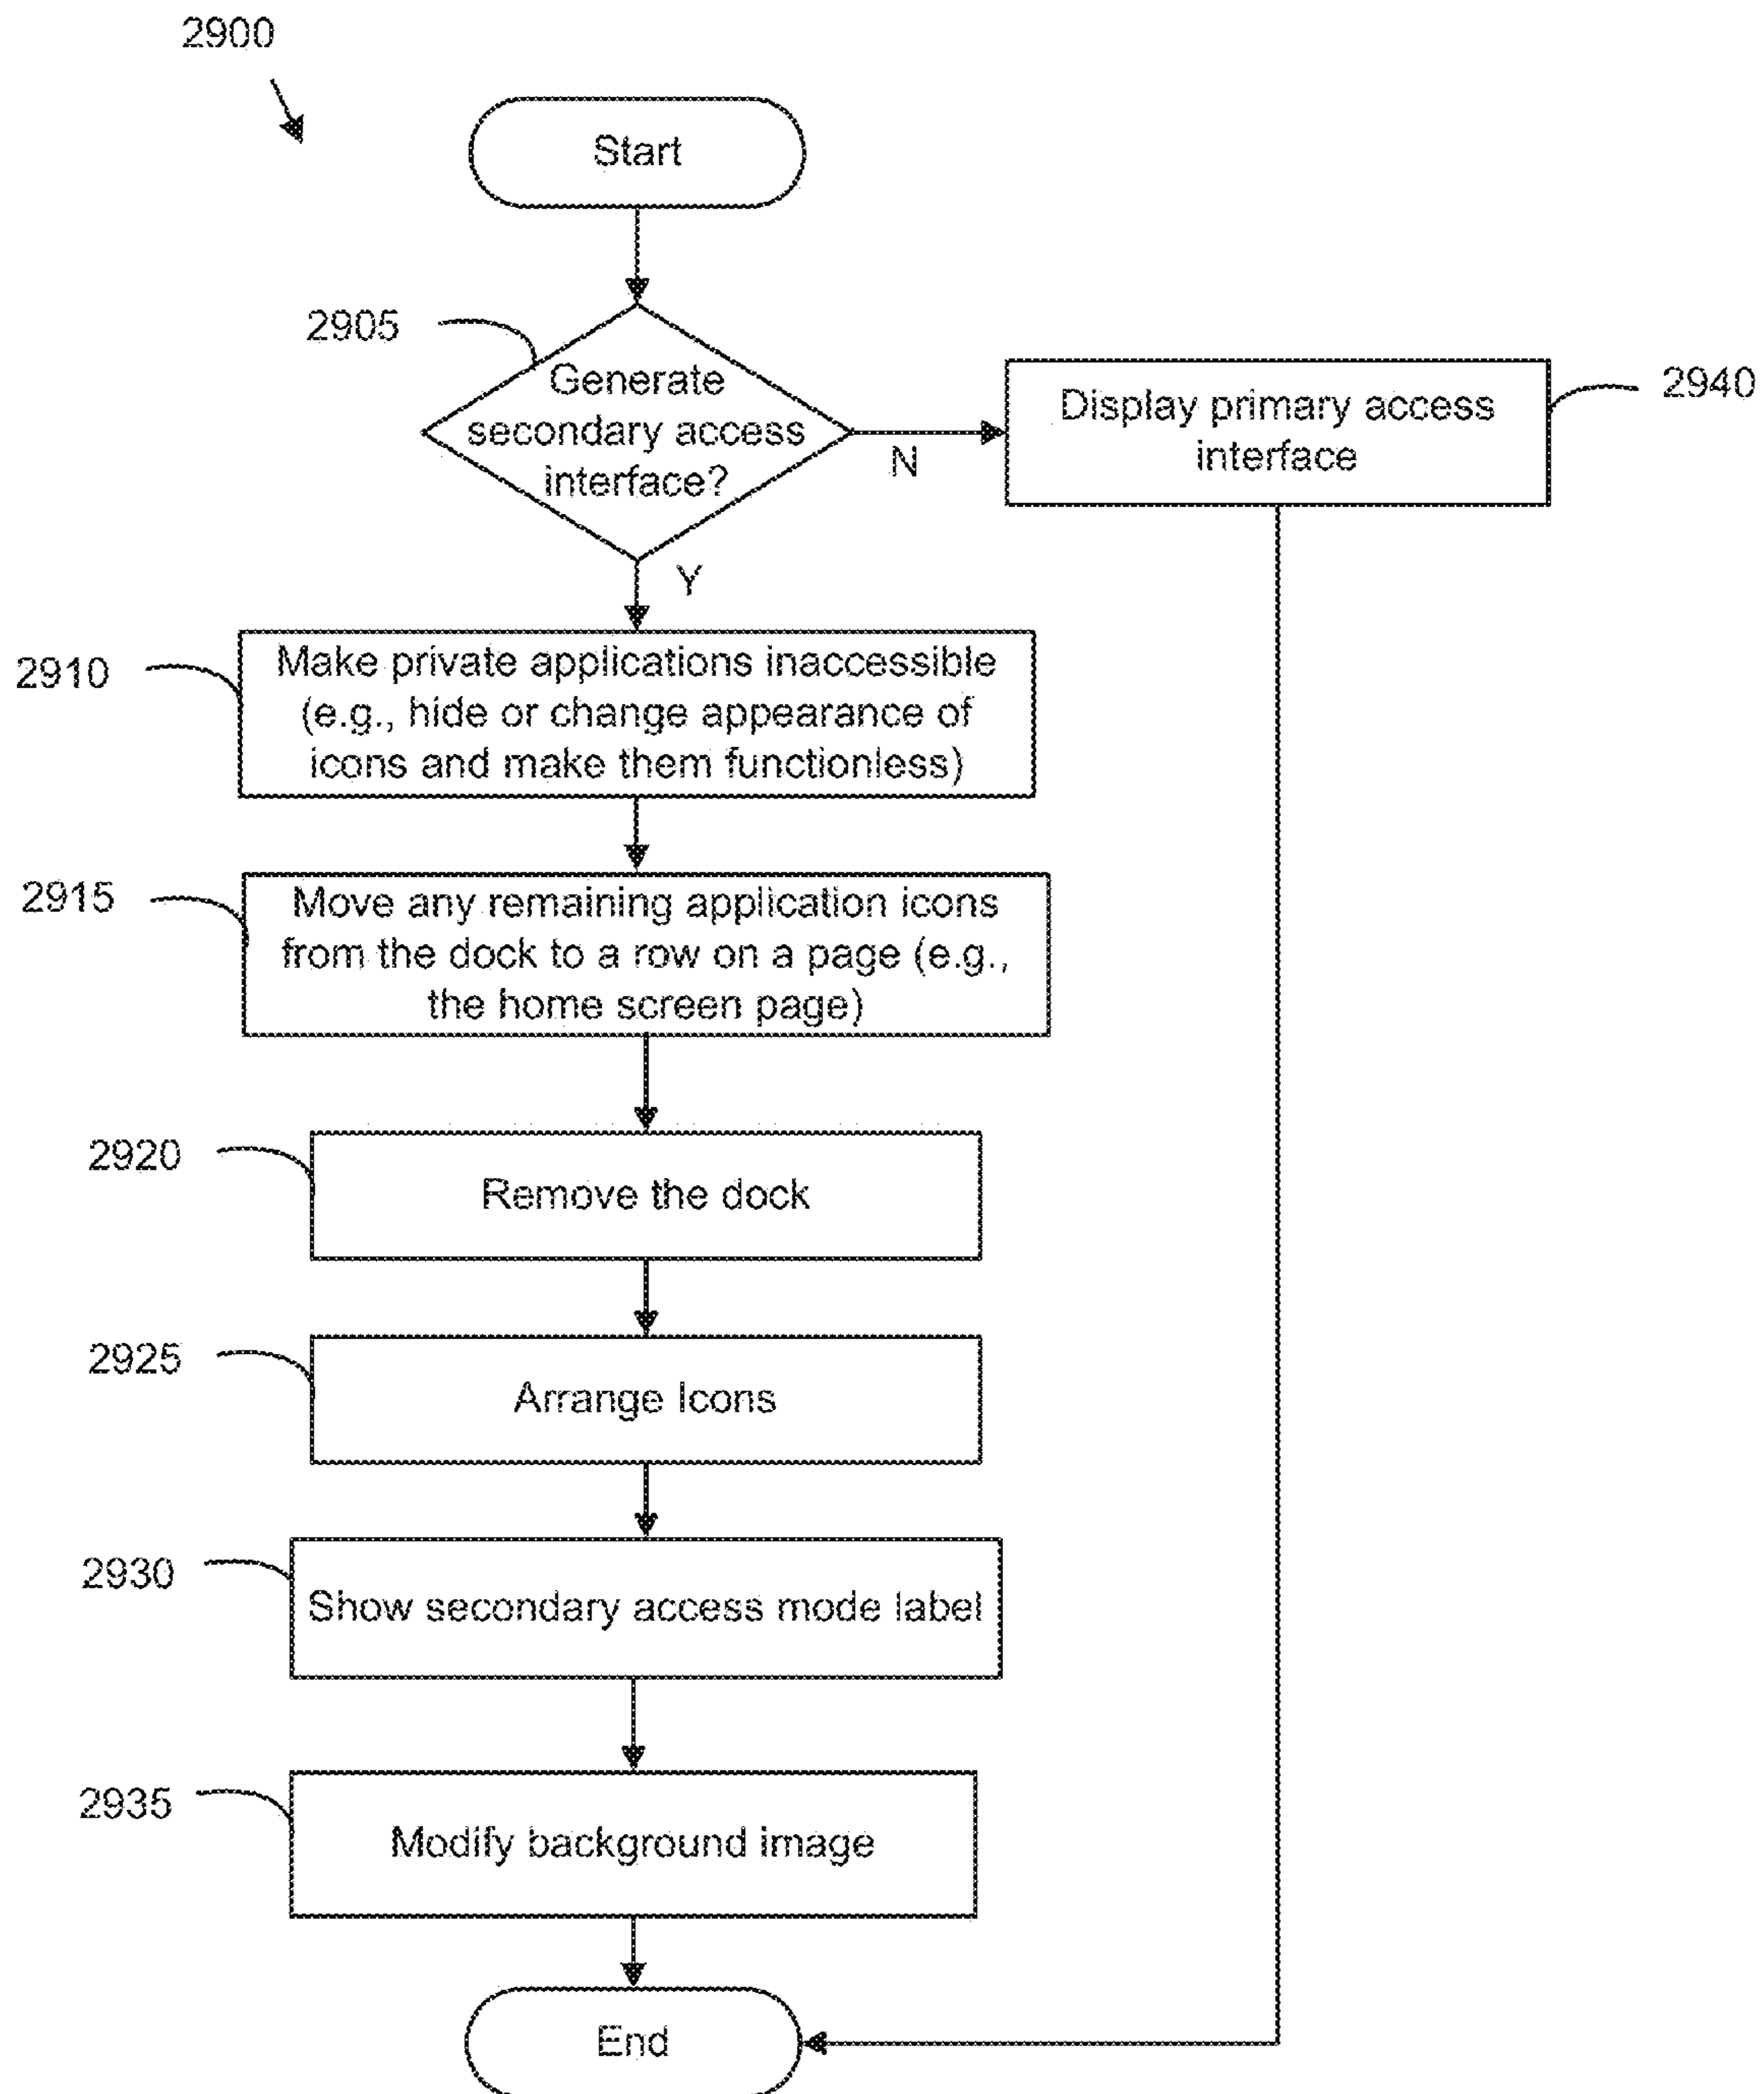 2900
Start
2905
Generate
secondary access
interface?
N
Display primary access
interface
2940
Y
2910
Make private applications inaccessible
(e.g., hide or change appearance of
icons and make them functionless)
2915
Move any remaining application icons
from the dock to a row on a page (e.g.,
the home screen page)
2920
Remove the dock
2925
Arrange Icons
2930
Show secondary access mode label
2935
Modify background image
End